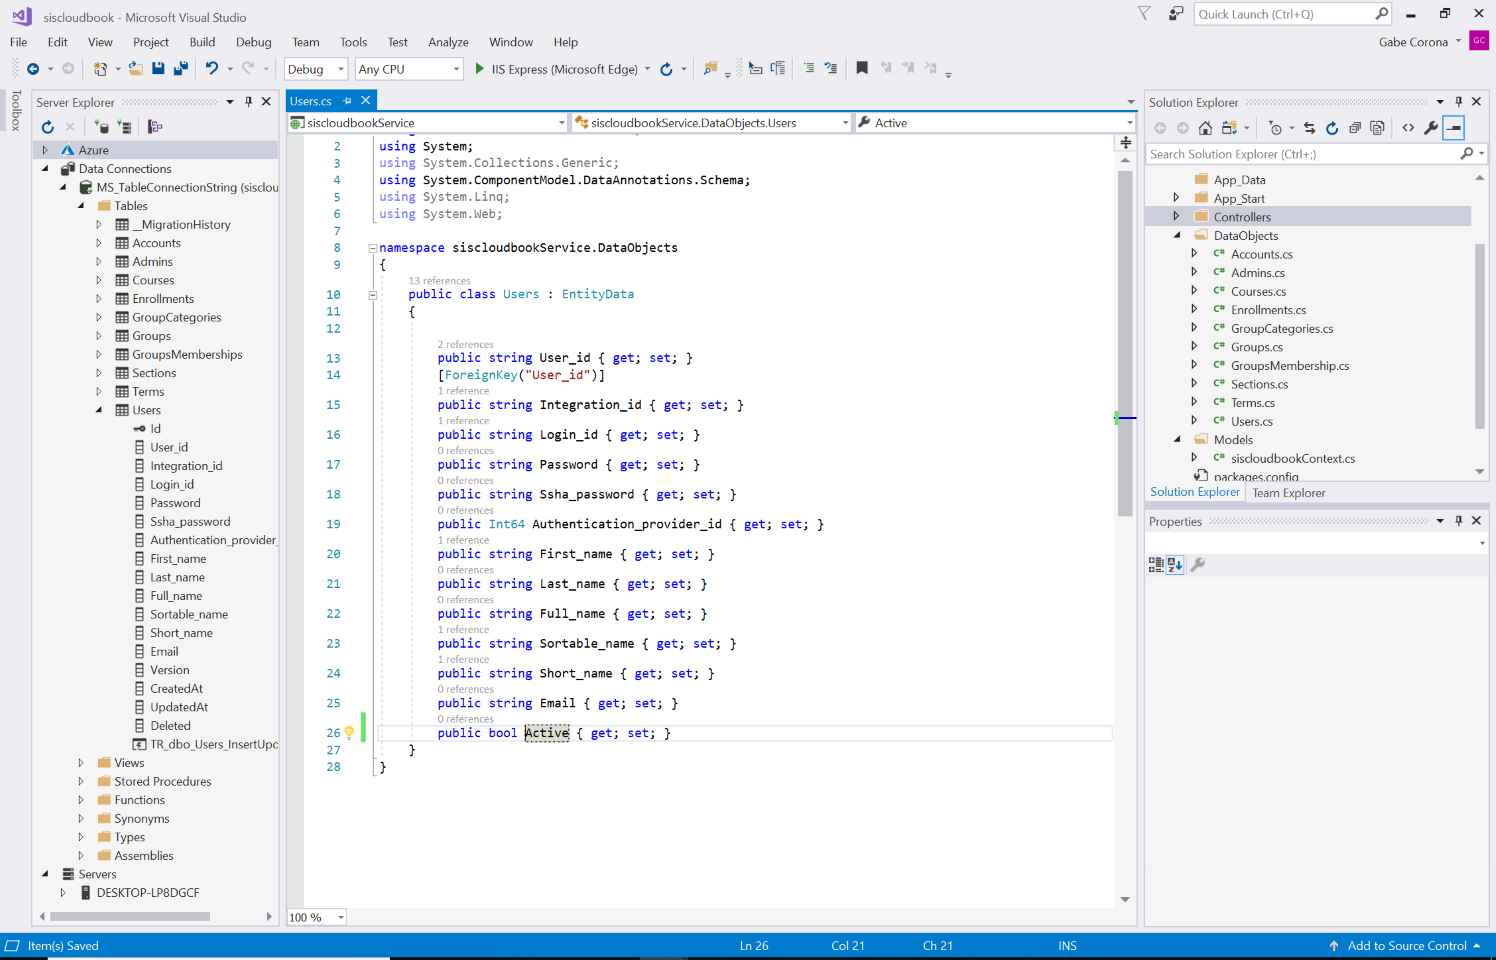 siscloudbook - Microsoft Visual Studio
Quick Launch (Ctrl+Q)
File Edit View Project Build Debug Team Tools Test Analyze Window Help
Gabe Corona GC
Debug Any CPU IIS Express (Microsoft Edge)
Toolbox
Server Explorer
Azure
Data Connections
MS_TableConnectionString (sisclou
Tables
__MigrationHistory
Accounts
Admins
Courses
Enrollments
GroupCategories
Groups
GroupsMemberships
Sections
Terms
Users
Id
User_id
Integration_id
Login_id
Password
Ssha_password
Authentication_provider_
First_name
Last_name
Full_name
Sortable_name
Short_name
Email
Version
CreatedAt
UpdatedAt
Deleted
TR_dbo_Users_InsertUpd
Views
Stored Procedures
Functions
Synonyms
Types
Assemblies
Servers
DESKTOP-LP8DGCF
Users.cs
siscloudbookService siscloudbookService.DataObjects.Users Active
2 using System;
3 using System.Collections.Generic;
4 using System.ComponentModel.DataAnnotations.Schema;
5 using System.Linq;
6 using System.Web;
7
8 namespace siscloudbookService.DataObjects
9 {
13 references
10 public class Users : EntityData
11 {
12
2 references
13 public string User_id { get; set; }
14 [ForeignKey("User_id")]
1 reference
15 public string Integration_id { get; set; }
1 reference
16 public string Login_id { get; set; }
0 references
17 public string Password { get; set; }
0 references
18 public string Ssha_password { get; set; }
0 references
19 public Int64 Authentication_provider_id { get; set; }
1 reference
20 public string First_name { get; set; }
0 references
21 public string Last_name { get; set; }
0 references
22 public string Full_name { get; set; }
1 reference
23 public string Sortable_name { get; set; }
1 reference
24 public string Short_name { get; set; }
0 references
25 public string Email { get; set; }
0 references
26 public bool Active { get; set; }
27 }
28 }
100 %
Solution Explorer
Search Solution Explorer (Ctrl+;)
App_Data
App_Start
Controllers
DataObjects
C# Accounts.cs
C# Admins.cs
C# Courses.cs
C# Enrollments.cs
C# GroupCategories.cs
C# Groups.cs
C# GroupsMembership.cs
C# Sections.cs
C# Terms.cs
C# Users.cs
Models
C# siscloudbookContext.cs
packages.config
Solution Explorer Team Explorer
Properties
Item(s) Saved Ln 26 Col 21 Ch 21 INS Add to Source Control